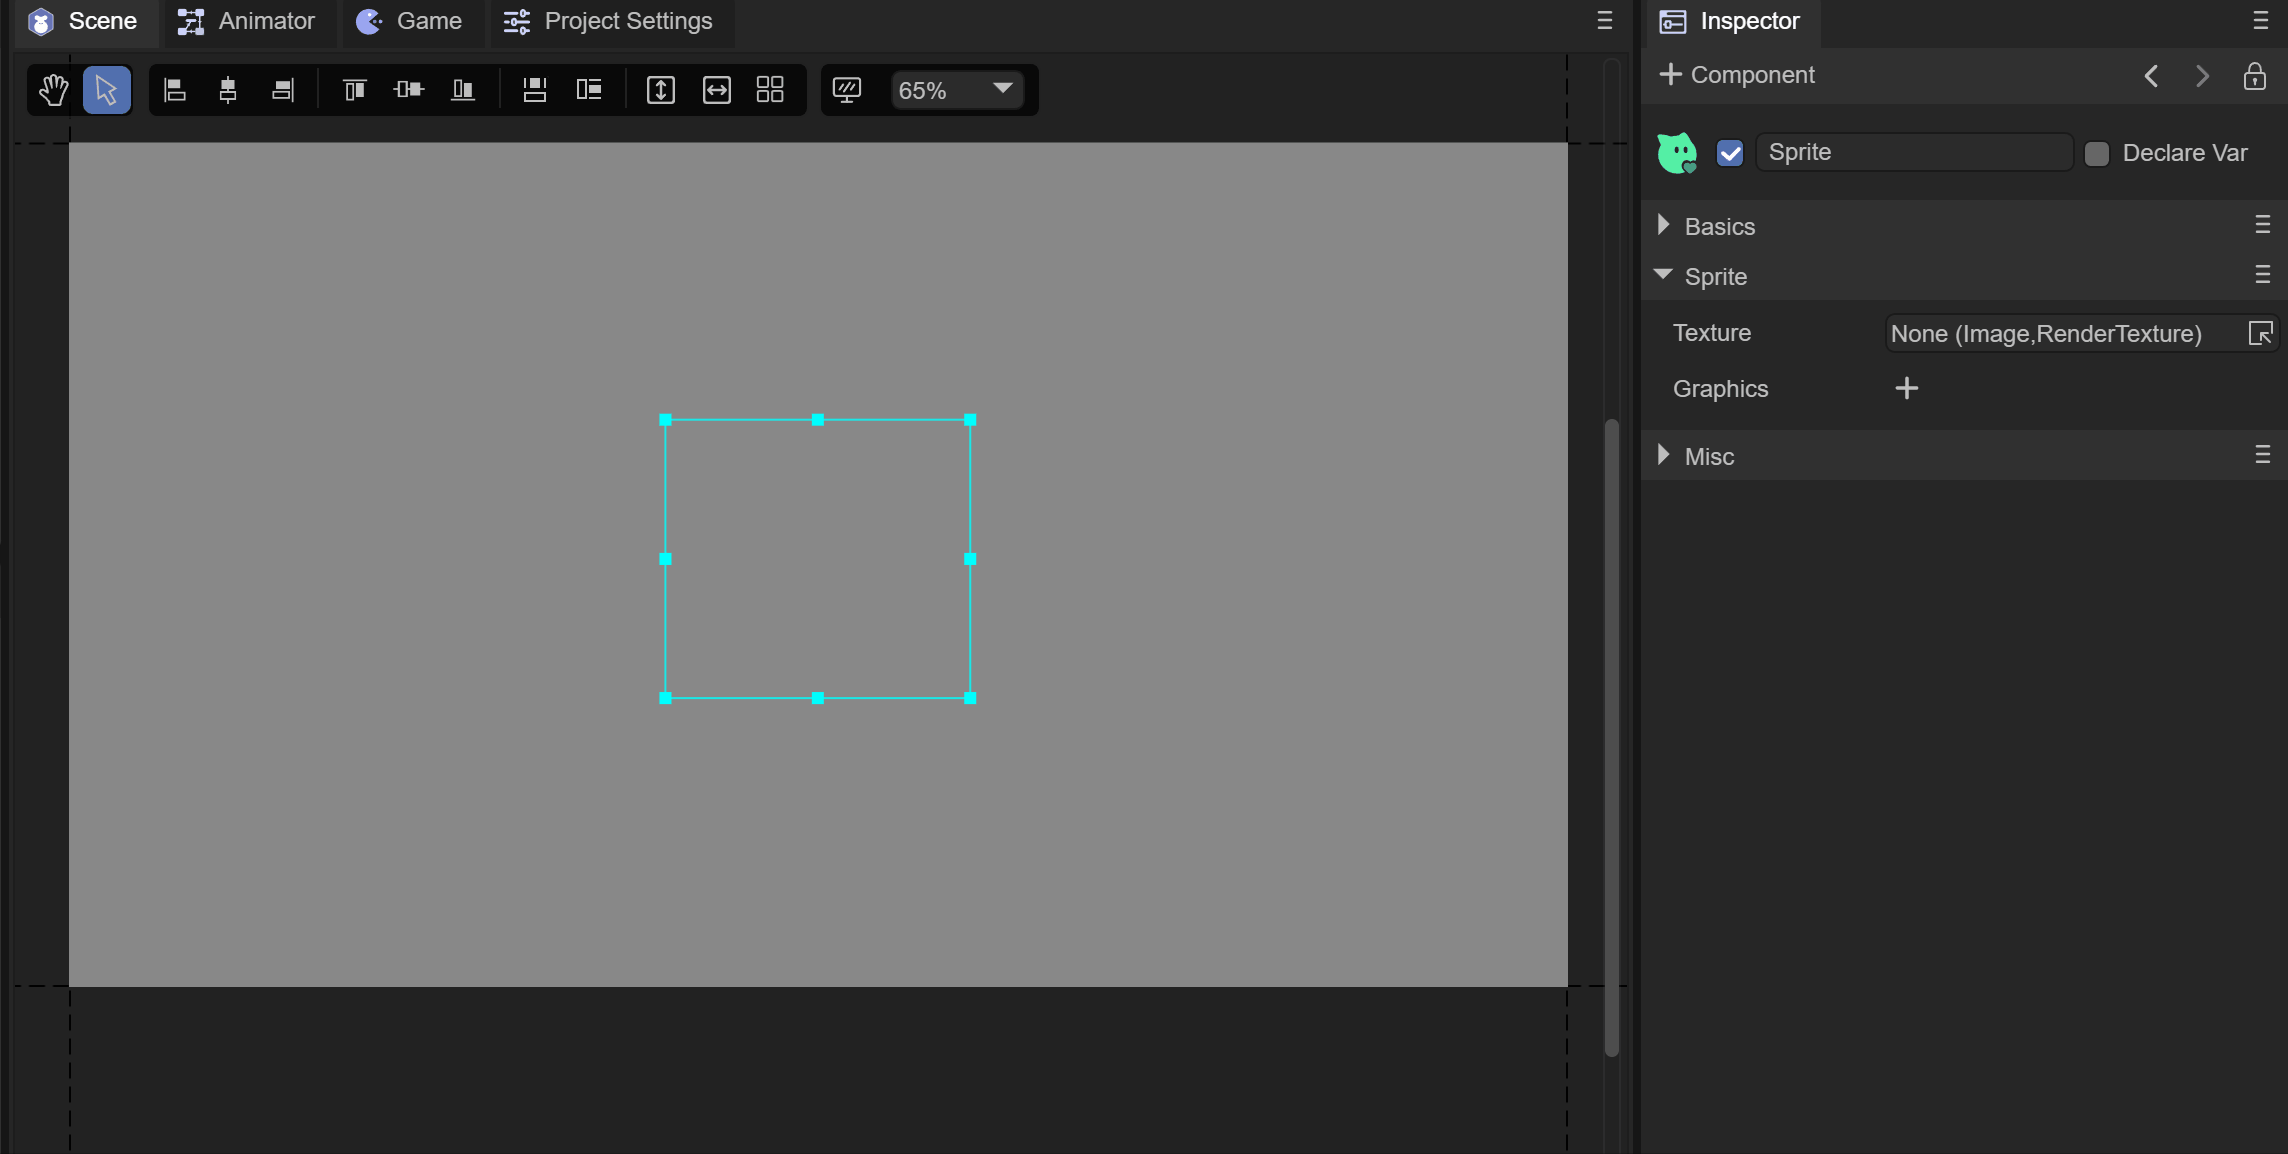 Scene
Animator
Game
Project Settings
Inspector
65%
Component
Sprite
Declare Var
Basics
Sprite
Texture
None (Image,RenderTexture)
Graphics
Misc